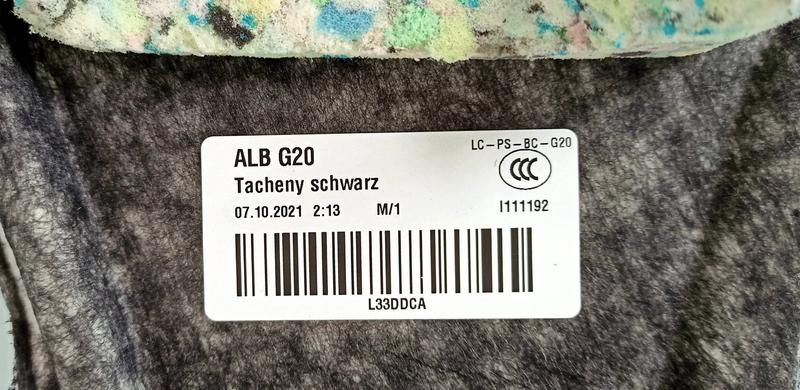 LC-PS-BC-G20
ALB G20
CCC
Tacheny schwarz
07.10.2021 2:13 M/1 I111192
L33DDCA